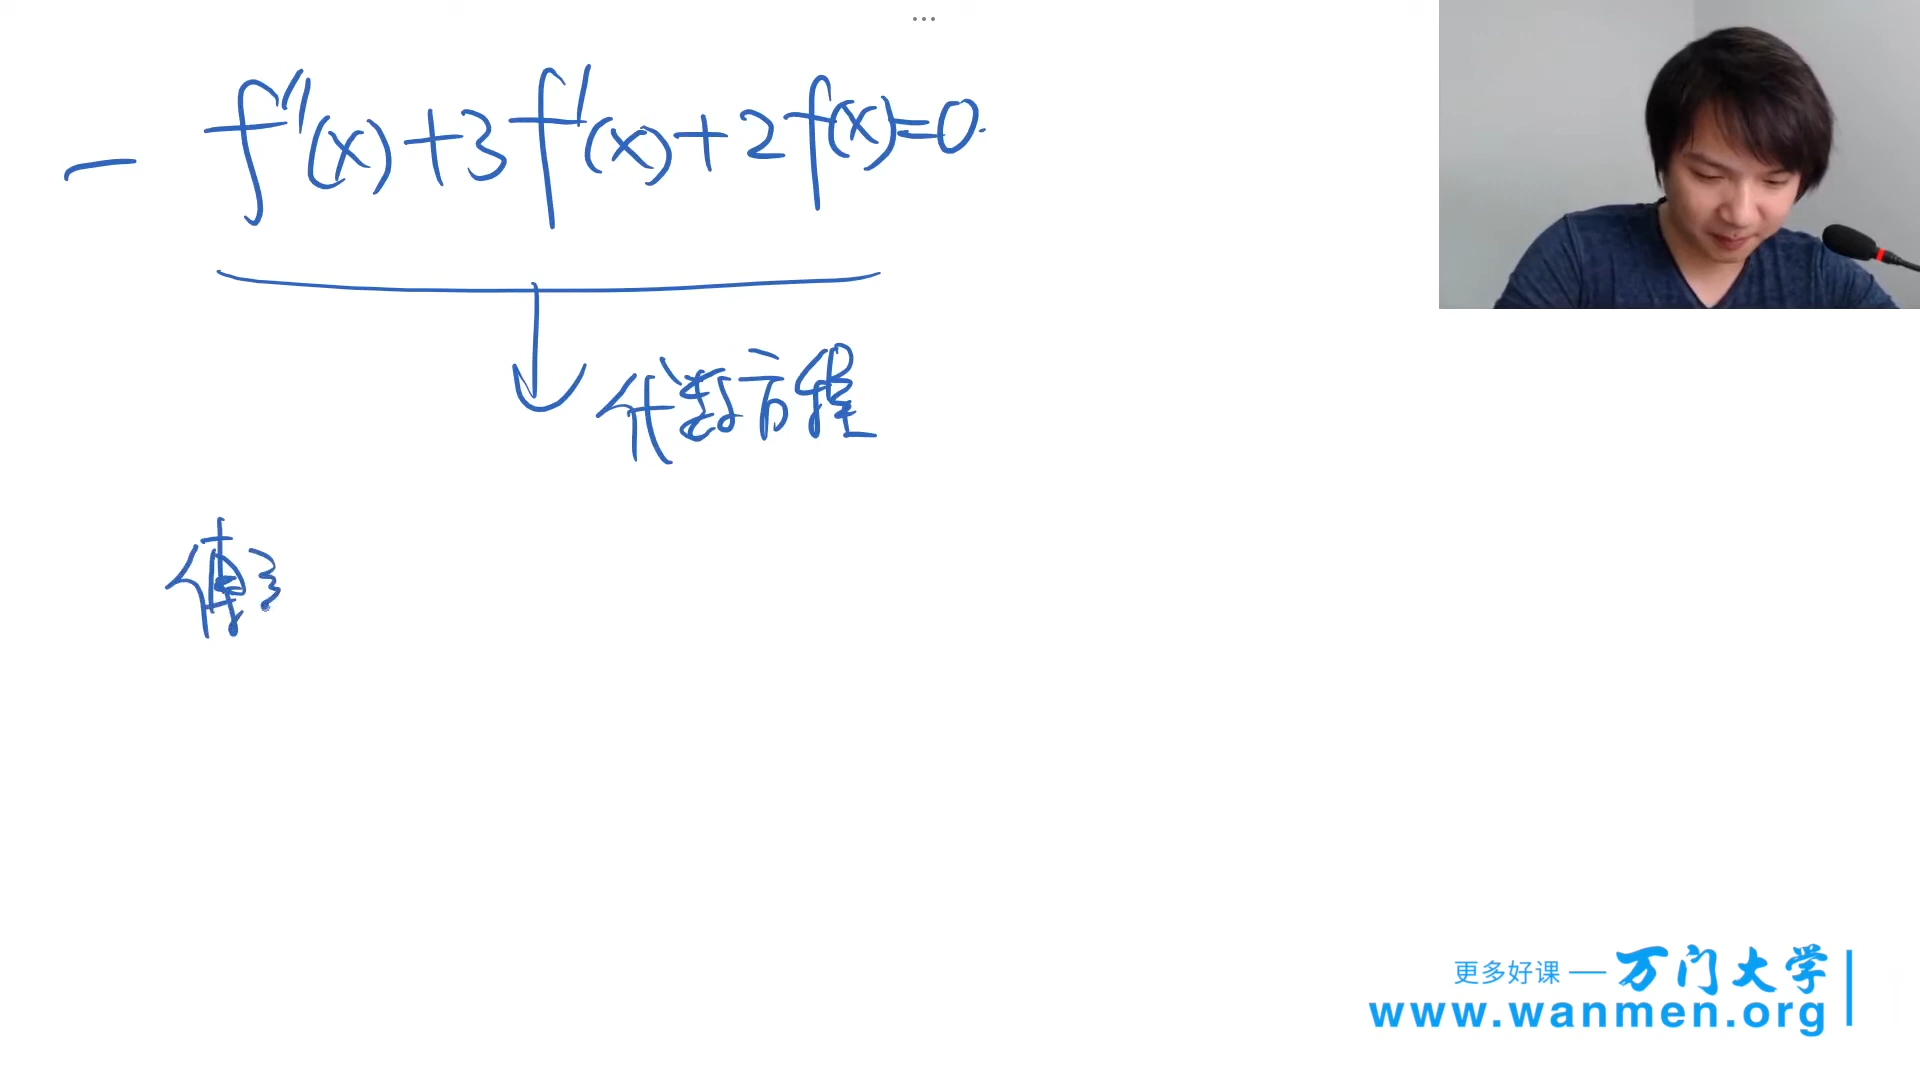 一 f''(x)+3f'(x)+2f(x)=0.
代数方程
傅
更多好课 — 万门大学
www.wanmen.org